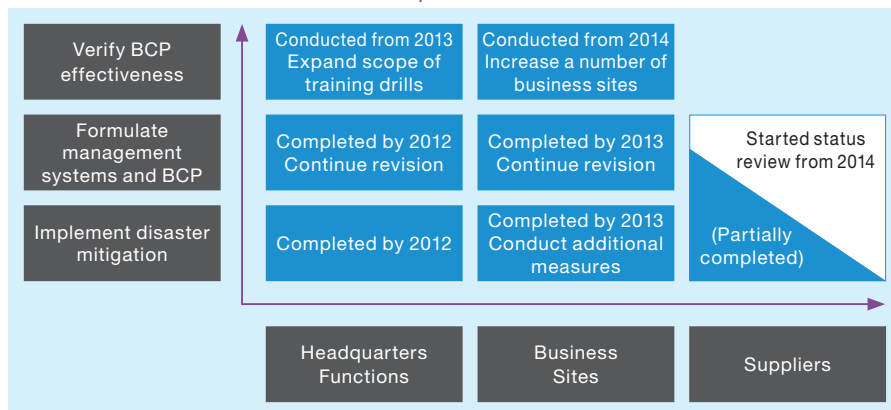 Verify BCP
effectiveness
Conducted from 2013
Expand scope of
training drills
Conducted from 2014
Increase a number of
business sites
Formulate
management
systems and BCP
Completed by 2012
Continue revision
Completed by 2013
Continue revision
Started status
review from 2014
Implement disaster
mitigation
Completed by 2012
Completed by 2013
Conduct additional
measures
(Partially
completed)
Headquarters
Functions
Business
Sites
Suppliers